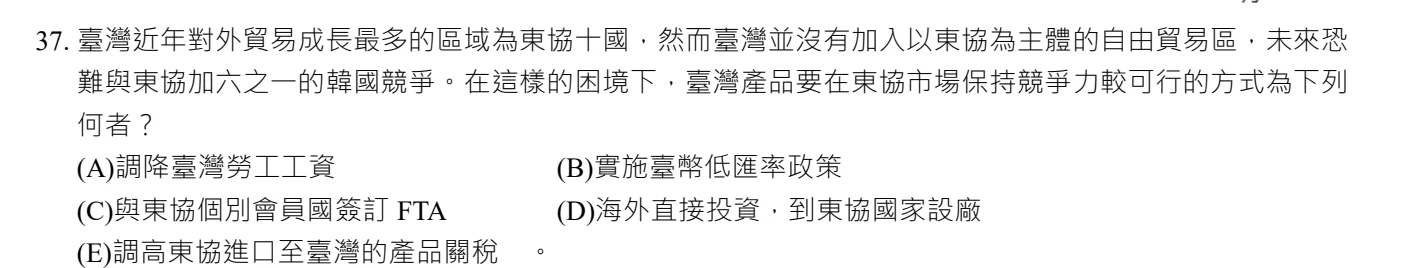 37. 臺灣近年對外貿易成長最多的區域為東協十國，然而臺灣並沒有加入以東協為主體的自由貿易區，未來恐
難與東協加六之一的韓國競爭。在這樣的困境下，臺灣產品要在東協市場保持競爭力較可行的方式為下列
何者？
(A)調降臺灣勞工工資 (B)實施臺幣低匯率政策
(C)與東協個別會員國簽訂 FTA (D)海外直接投資，到東協國家設廠
(E)調高東協進口至臺灣的產品關稅 。